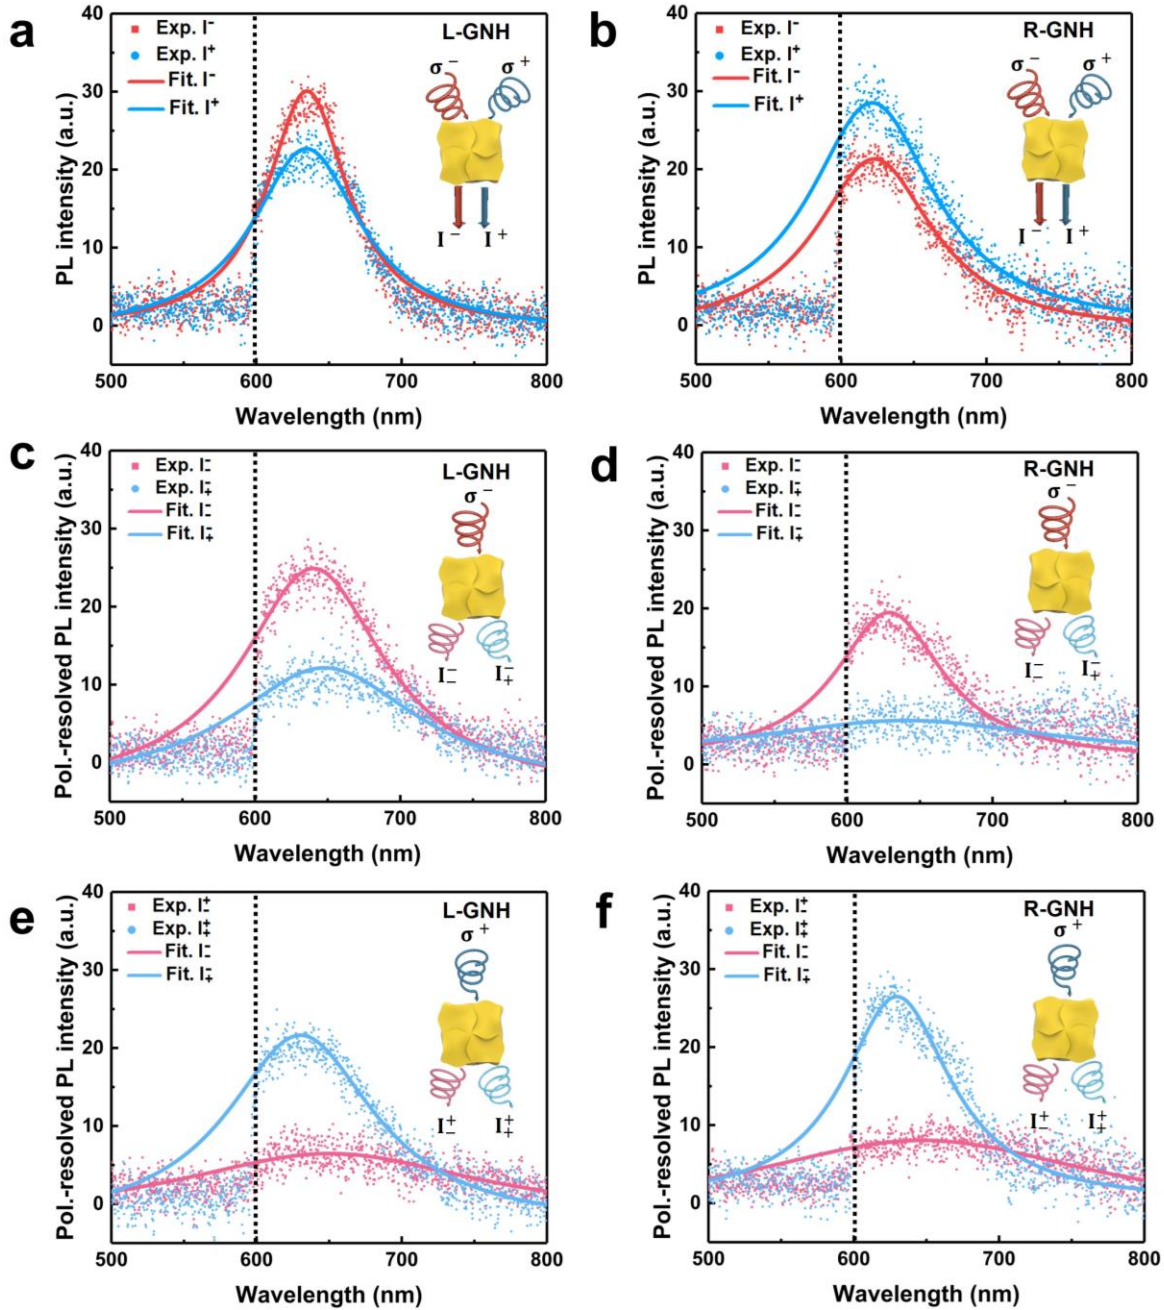 a
40
30
20
10
0
PL intensity (a.u.)
Exp. I⁻
Exp. I⁺
Fit. I⁻
Fit. I⁺
L-GNH
σ⁻
σ⁺
I⁻
I⁺
500
600
700
800
Wavelength (nm)
b
40
30
20
10
0
PL intensity (a.u.)
Exp. I⁻
Exp. I⁺
Fit. I⁻
Fit. I⁺
R-GNH
σ⁻
σ⁺
I⁻
I⁺
500
600
700
800
Wavelength (nm)
c
40
30
20
10
0
Pol.-resolved PL intensity (a.u.)
Exp. I₋⁻
Exp. I₊⁻
Fit. I₋⁻
Fit. I₊⁻
L-GNH
σ⁻
I₋⁻
I₊⁻
500
600
700
800
Wavelength (nm)
d
40
30
20
10
0
Pol.-resolved PL intensity (a.u.)
Exp. I₋⁻
Exp. I₊⁻
Fit. I₋⁻
Fit. I₊⁻
R-GNH
σ⁻
I₋⁻
I₊⁻
500
600
700
800
Wavelength (nm)
e
40
30
20
10
0
Pol.-resolved PL intensity (a.u.)
Exp. I₋⁺
Exp. I₊⁺
Fit. I₋⁻
Fit. I₊⁻
L-GNH
σ⁺
I₋⁺
I₊⁺
500
600
700
800
Wavelength (nm)
f
40
30
20
10
0
Pol.-resolved PL intensity (a.u.)
Exp. I₋⁺
Exp. I₊⁺
Fit. I₋⁻
Fit. I₊⁻
R-GNH
σ⁺
I₋⁺
I₊⁺
500
600
700
800
Wavelength (nm)